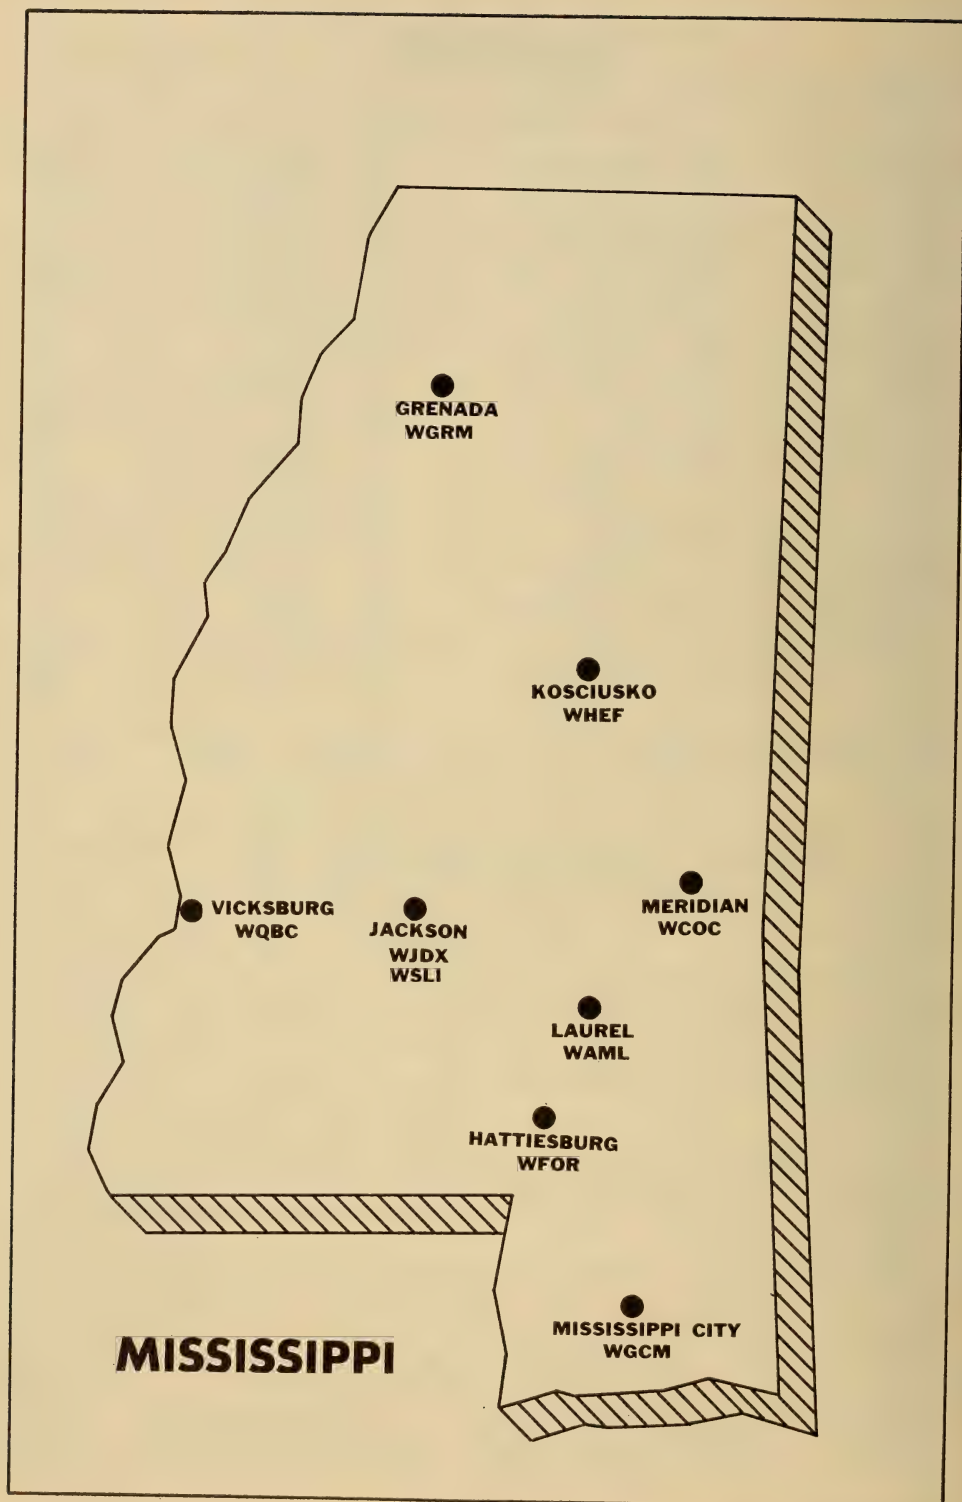 GRENADA
WGRM
KOSCIUSKO
WHEF
VICKSBURG
WQBC
JACKSON
WJDX
WSLI
MERIDIAN
WCOC
LAUREL
WAML
HATTIESBURG
WFOR
MISSISSIPPI CITY
WGCM
MISSISSIPPI